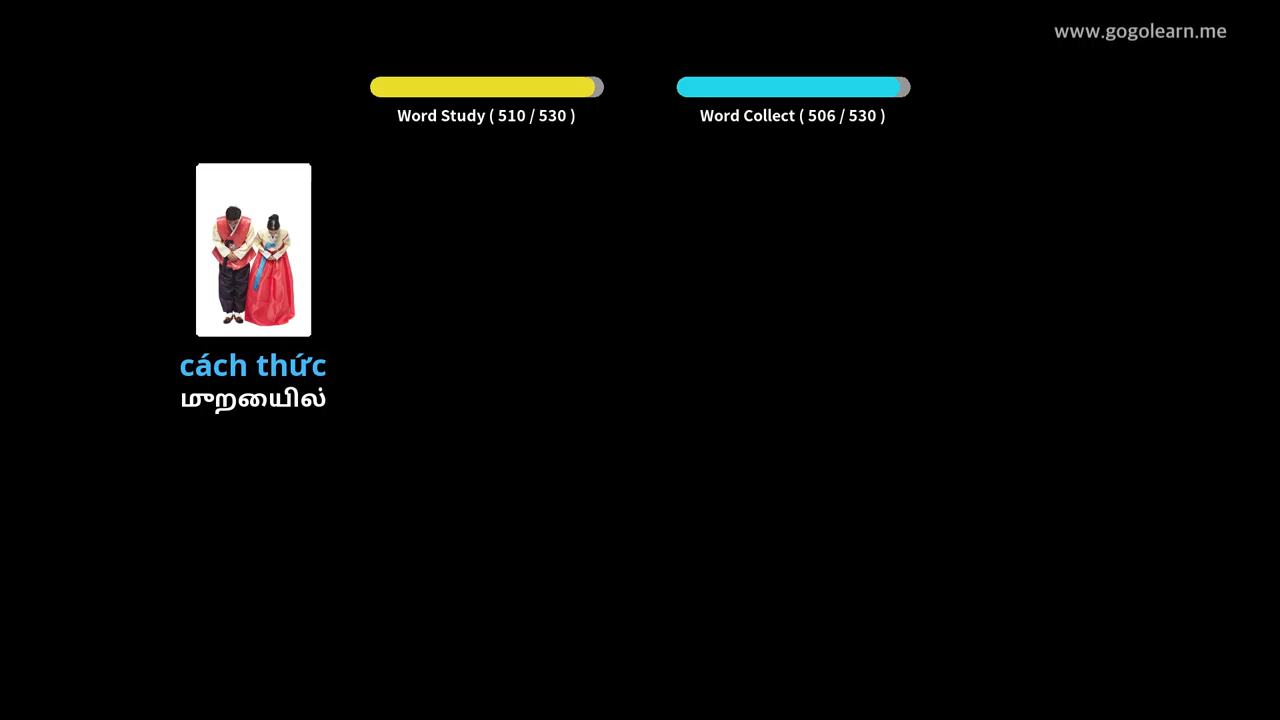 www.gogolearn.me
Word Study ( 510 / 530 )
Word Collect ( 506 / 530 )
cách thức
முறையில்